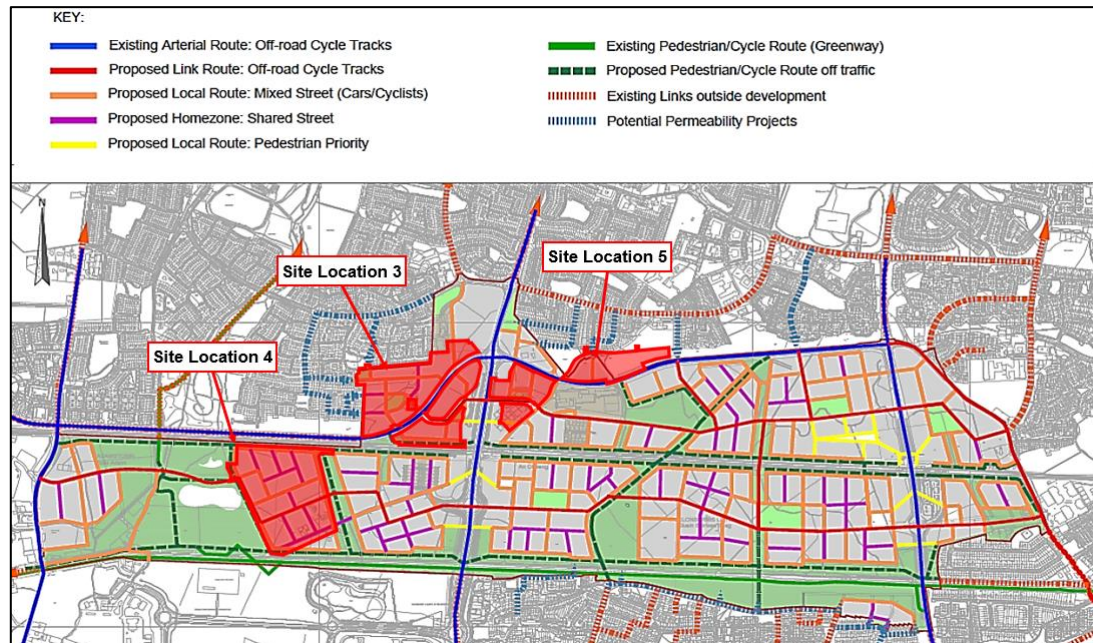 KEY:
Existing Arterial Route: Off-road Cycle Tracks
Proposed Link Route: Off-road Cycle Tracks
Proposed Local Route: Mixed Street (Cars/Cyclists)
Proposed Homezone: Shared Street
Proposed Local Route: Pedestrian Priority
Existing Pedestrian/Cycle Route (Greenway)
Proposed Pedestrian/Cycle Route off traffic
Existing Links outside development
Potential Permeability Projects
N
Site Location 3
Site Location 5
Site Location 4